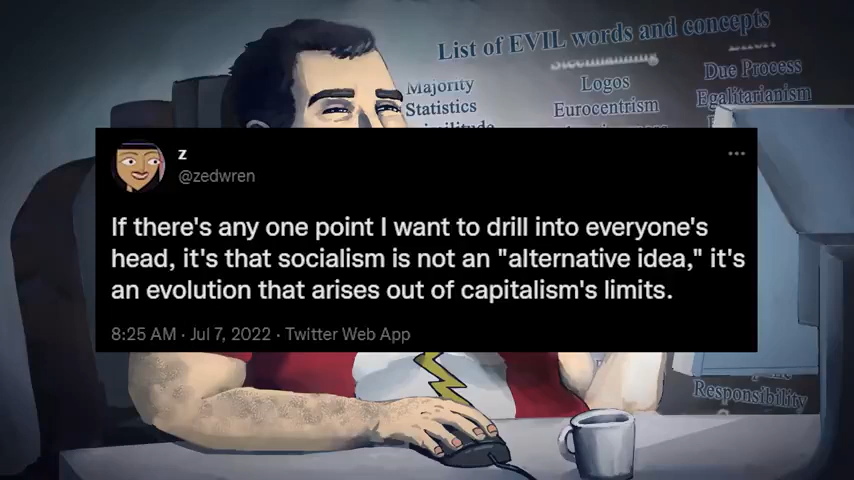 List of EVIL words and concepts
Majority
Statistics
Steelmanning
Logos
Eurocentrism
Effort
Due Process
Egalitarianism
z
@zedwren
If there's any one point I want to drill into everyone's
head, it's that socialism is not an "alternative idea," it's
an evolution that arises out of capitalism's limits.
8:25 AM · Jul 7, 2022 · Twitter Web App
Responsibility